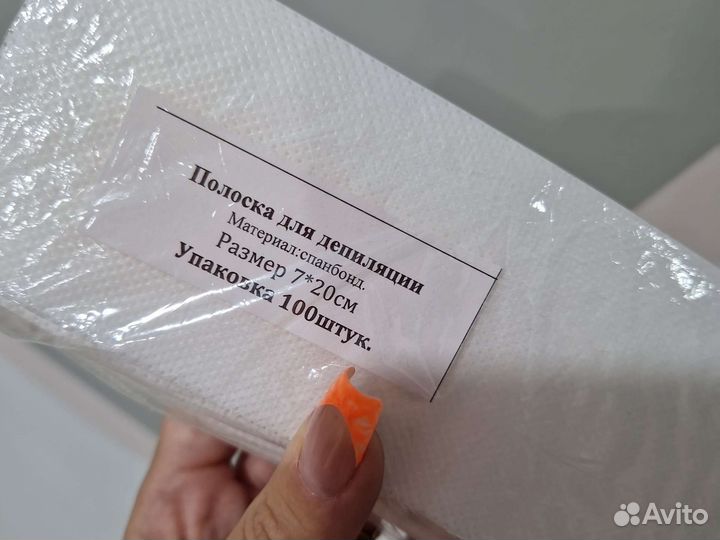 Полоска для депиляции
Материал:спанбонд.
Размер 7*20см
Упаковка 100штук.
Avito